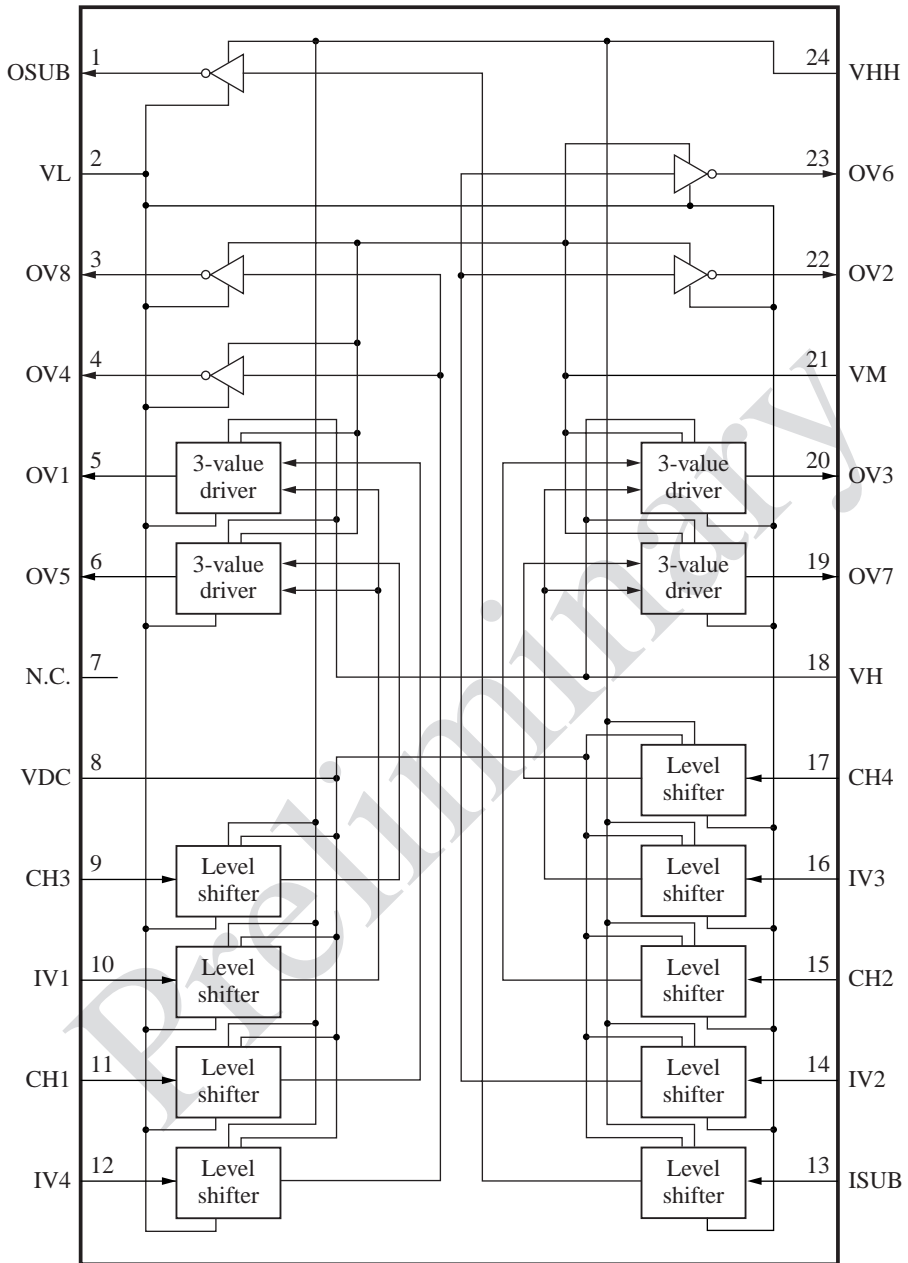 1
OSUB
24
VHH
2
VL
23
OV6
3
OV8
22
OV2
4
OV4
21
VM
5
OV1
3-value
driver
3-value
driver
20
OV3
6
OV5
3-value
driver
3-value
driver
19
OV7
7
N.C.
18
VH
8
VDC
Level
shifter
17
CH4
9
CH3
Level
shifter
Level
shifter
16
IV3
10
IV1
Level
shifter
Level
shifter
15
CH2
11
CH1
Level
shifter
Level
shifter
14
IV2
12
IV4
Level
shifter
Level
shifter
13
ISUB
Preliminary